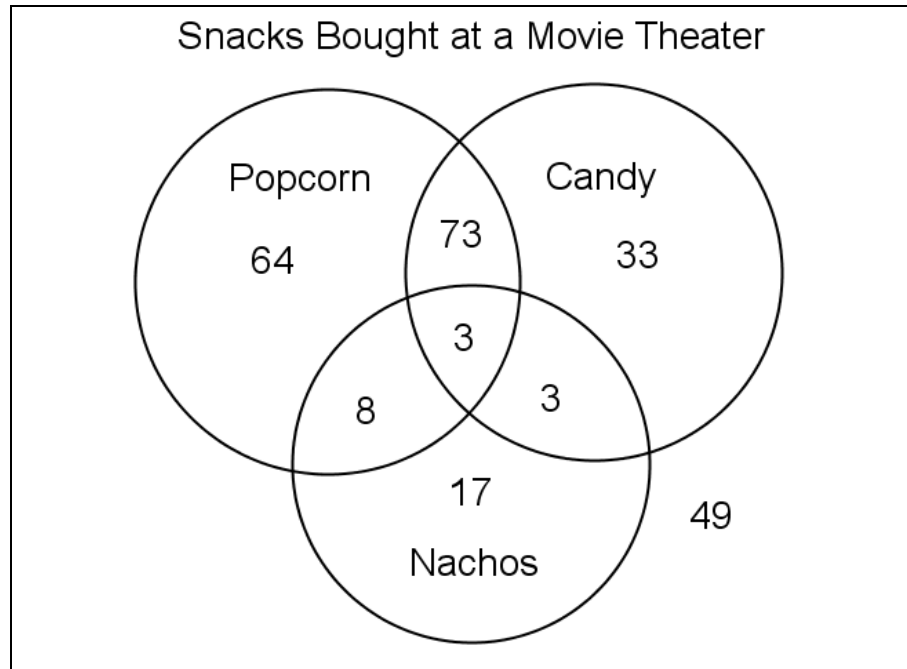 Snacks Bought at a Movie Theater
Popcorn
Candy
73
64
33
3
8
3
17
49
Nachos